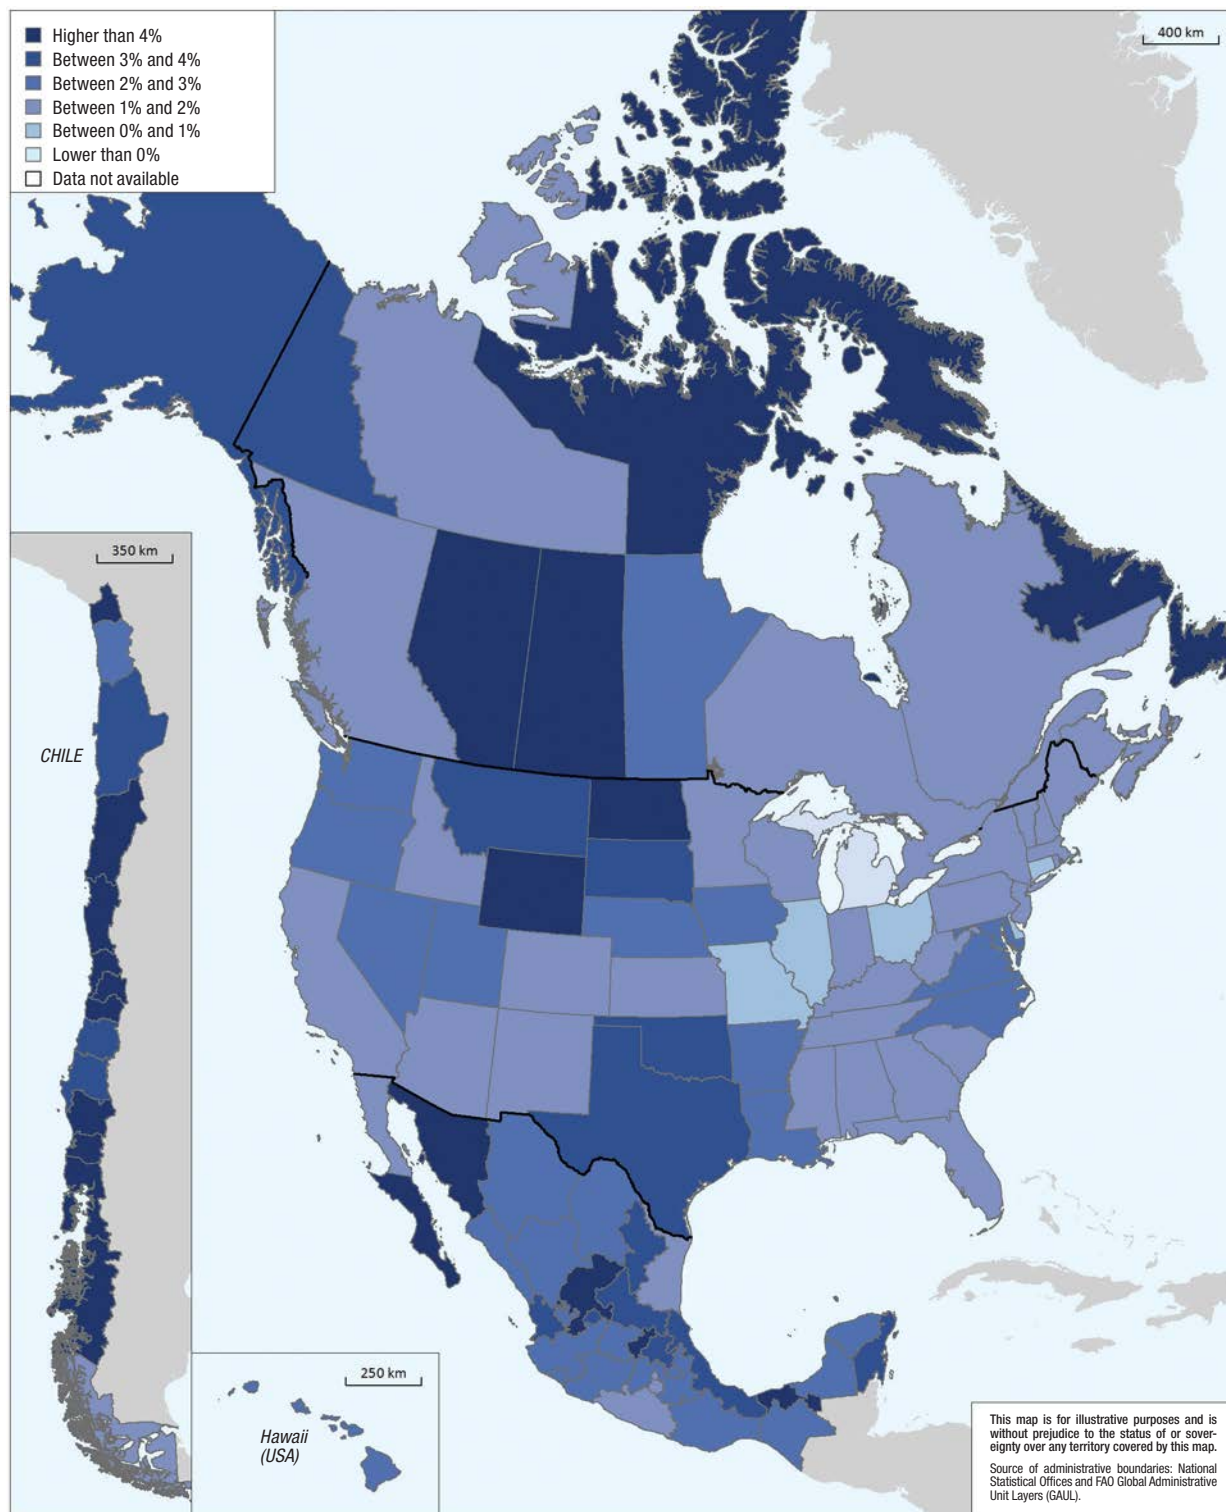 Higher than 4%
Between 3% and 4%
Between 2% and 3%
Between 1% and 2%
Between 0% and 1%
Lower than 0%
Data not available
400 km
350 km
CHILE
250 km
Hawaii
(USA)
This map is for illustrative purposes and is
without prejudice to the status of or sover-
eignty over any territory covered by this map.
Source of administrative boundaries: National
Statistical Offices and FAO Global Administrative
Unit Layers (GAUL).